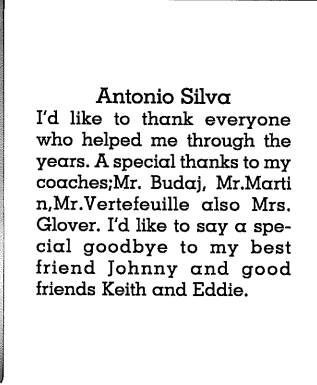 Antonio Silva
I'd like to thank everyone
who helped me through the
years. A special thanks to my
coaches;Mr. Budaj, Mr.Marti
n,Mr.Vertefeuille also Mrs.
Glover. I'd like to say a spe-
cial goodbye to my best
friend Johnny and good
friends Keith and Eddie.